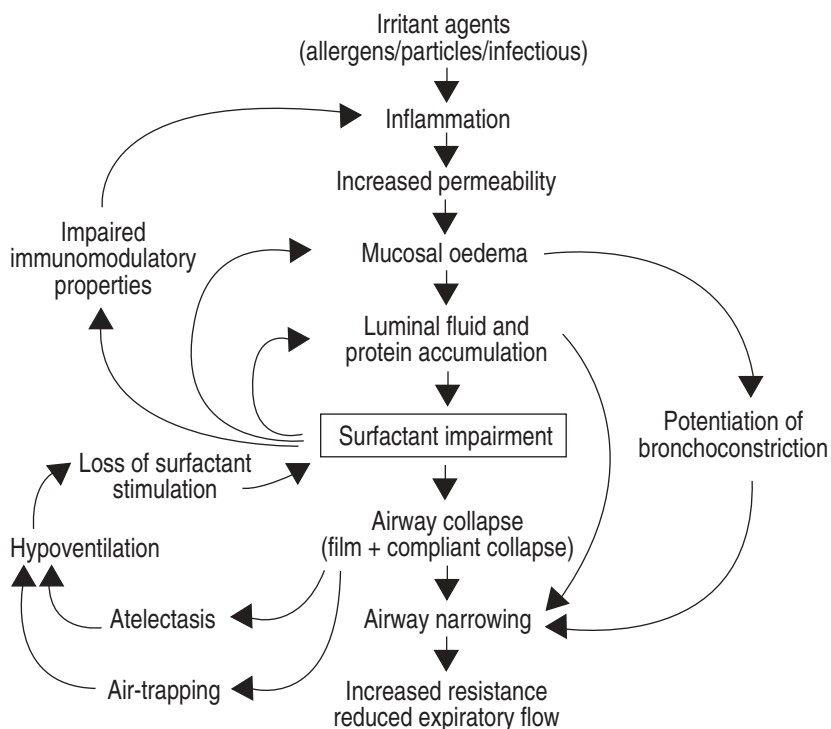 Irritant agents
(allergens/particles/infectious)
Inflammation
Increased permeability
Impaired
immunomodulatory
properties
Mucosal oedema
Luminal fluid and
protein accumulation
Potentiation of
bronchoconstriction
Surfactant impairment
Loss of surfactant
stimulation
Airway collapse
(film + compliant collapse)
Hypoventilation
Atelectasis
Airway narrowing
Air-trapping
Increased resistance
reduced expiratory flow